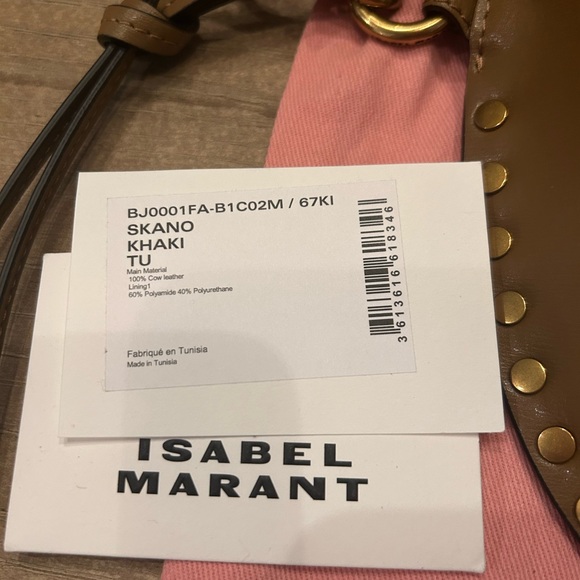 BJ0001FA-B1C02M / 67KI
SKANO
KHAKI
TU
Main Material
100% Cow leather
Lining1
60% Polyamide 40% Polyurethane
Fabriqué en Tunisia
Made in Tunisia
3613616618346
ISABEL
MARANT